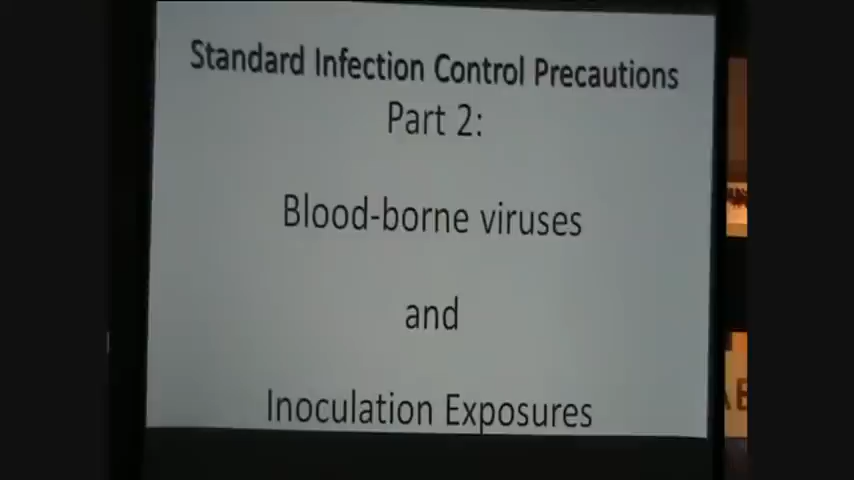 Standard Infection Control Precautions
Part 2:
Blood-borne viruses
and
Inoculation Exposures